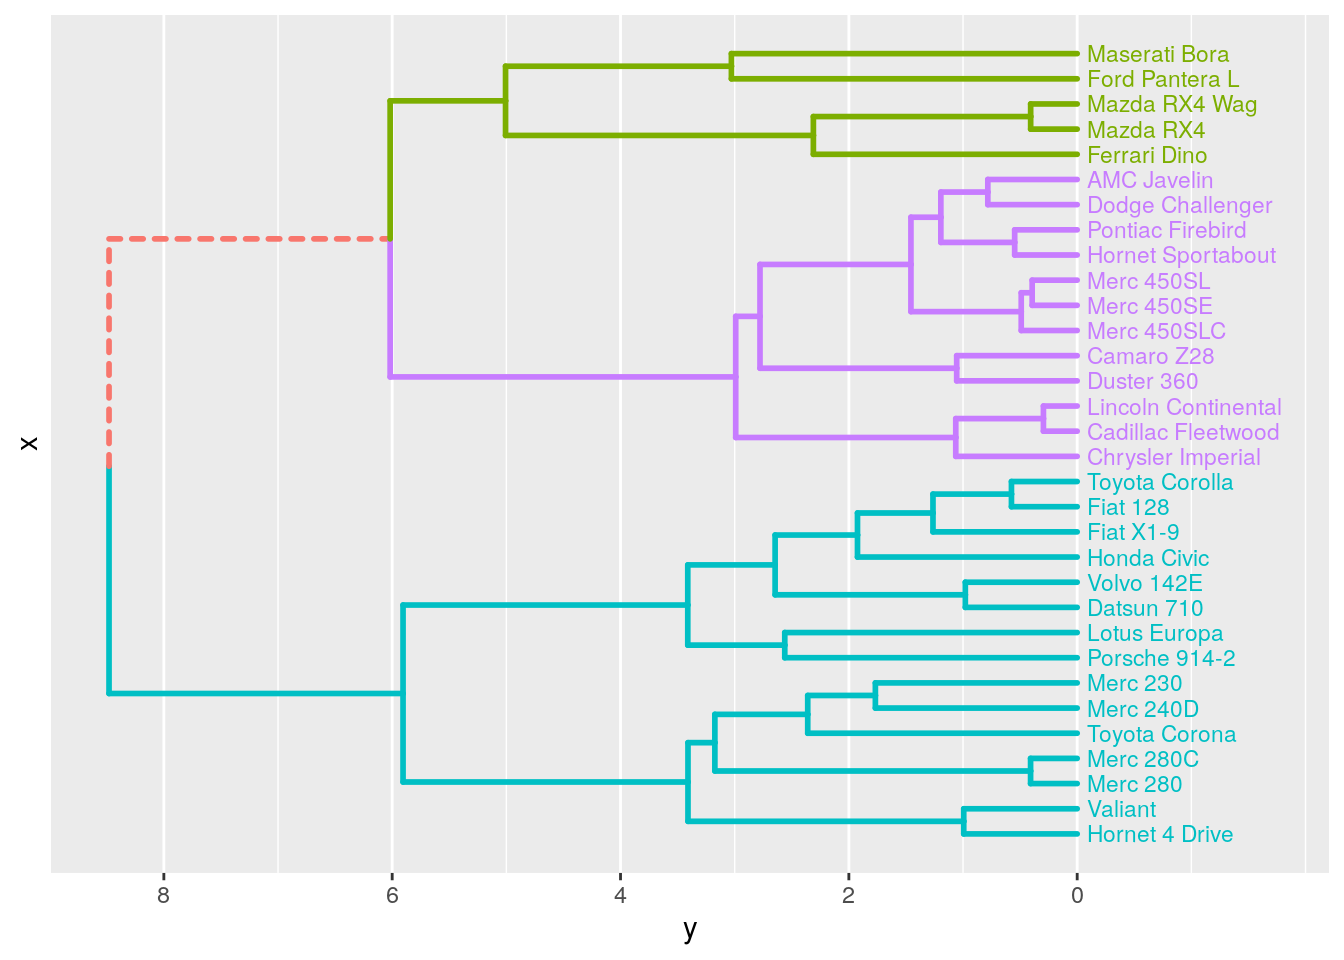 Maserati Bora
Ford Pantera L
Mazda RX4 Wag
Mazda RX4
Ferrari Dino
AMC Javelin
Dodge Challenger
Pontiac Firebird
Hornet Sportabout
Merc 450SL
Merc 450SE
Merc 450SLC
Camaro Z28
Duster 360
Lincoln Continental
Cadillac Fleetwood
Chrysler Imperial
Toyota Corolla
Fiat 128
Fiat X1-9
Honda Civic
Volvo 142E
Datsun 710
Lotus Europa
Porsche 914-2
Merc 230
Merc 240D
Toyota Corona
Merc 280C
Merc 280
Valiant
Hornet 4 Drive
x
8 6 4 2 0
y